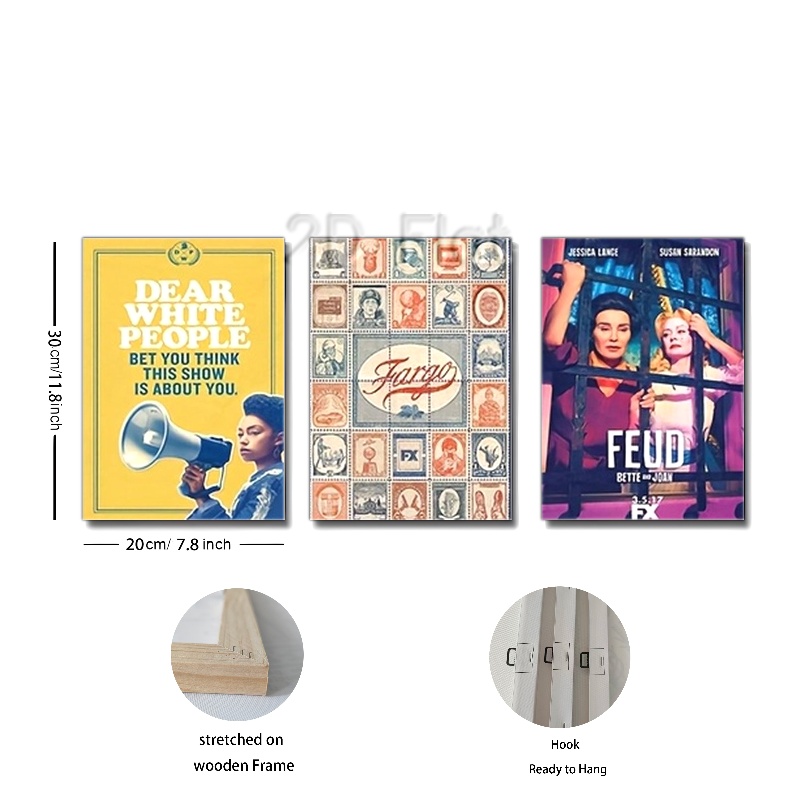 2D Flat
DEAR
WHITE
PEOPLE
BET YOU THINK
THIS SHOW
IS ABOUT YOU.
Fargo
FX
JESSICA LANGE
SUSAN SARANDON
FEUD
BETTE AND JOAN
3.5.17
FX
30cm/11.8inch
20cm/ 7.8 inch
stretched on
wooden Frame
Hook
Ready to Hang